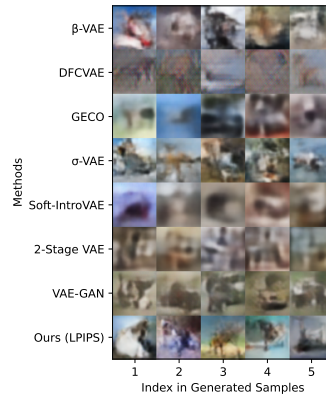 Methods
β-VAE
DFCVAE
GECO
σ-VAE
Soft-IntroVAE
2-Stage VAE
VAE-GAN
Ours (LPIPS)
1 2 3 4 5
Index in Generated Samples